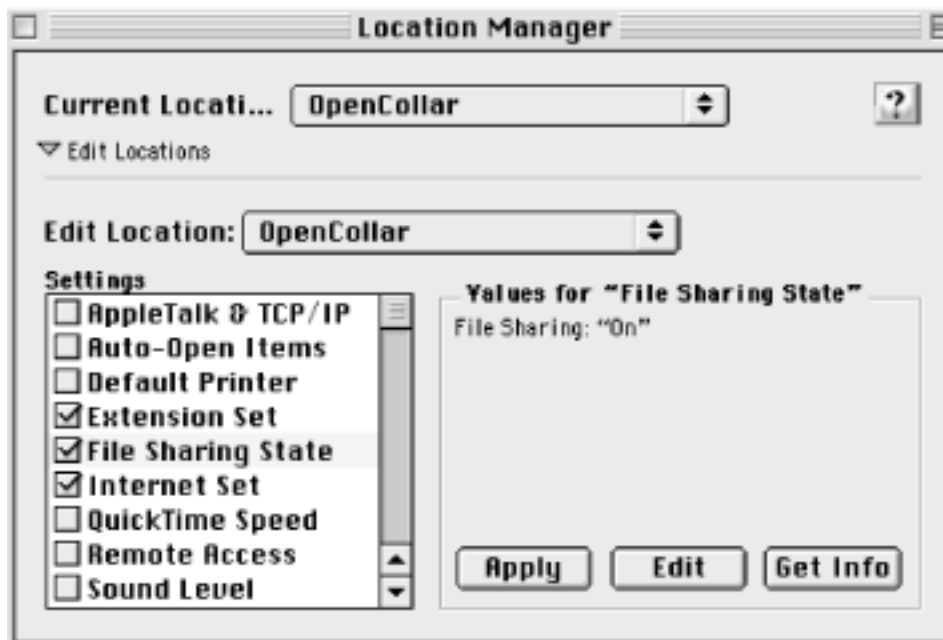 Location Manager
Current Locati... OpenCollar
?
Edit Locations
Edit Location: OpenCollar
Settings
AppleTalk & TCP/IP
Auto-Open Items
Default Printer
Extension Set
File Sharing State
Internet Set
QuickTime Speed
Remote Access
Sound Level
Values for “File Sharing State”
File Sharing: “On”
Apply Edit Get Info